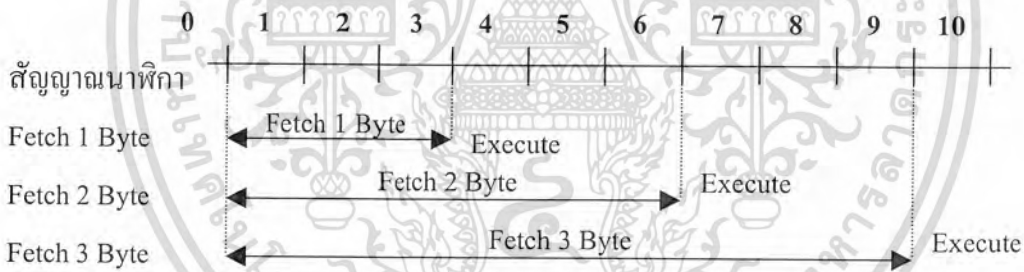 0 1 2 3 4 5 6 7 8 9 10
สัญญาณนาฬิกา
Fetch 1 Byte Fetch 1 Byte Execute
Fetch 2 Byte Fetch 2 Byte Execute
Fetch 3 Byte Fetch 3 Byte Execute